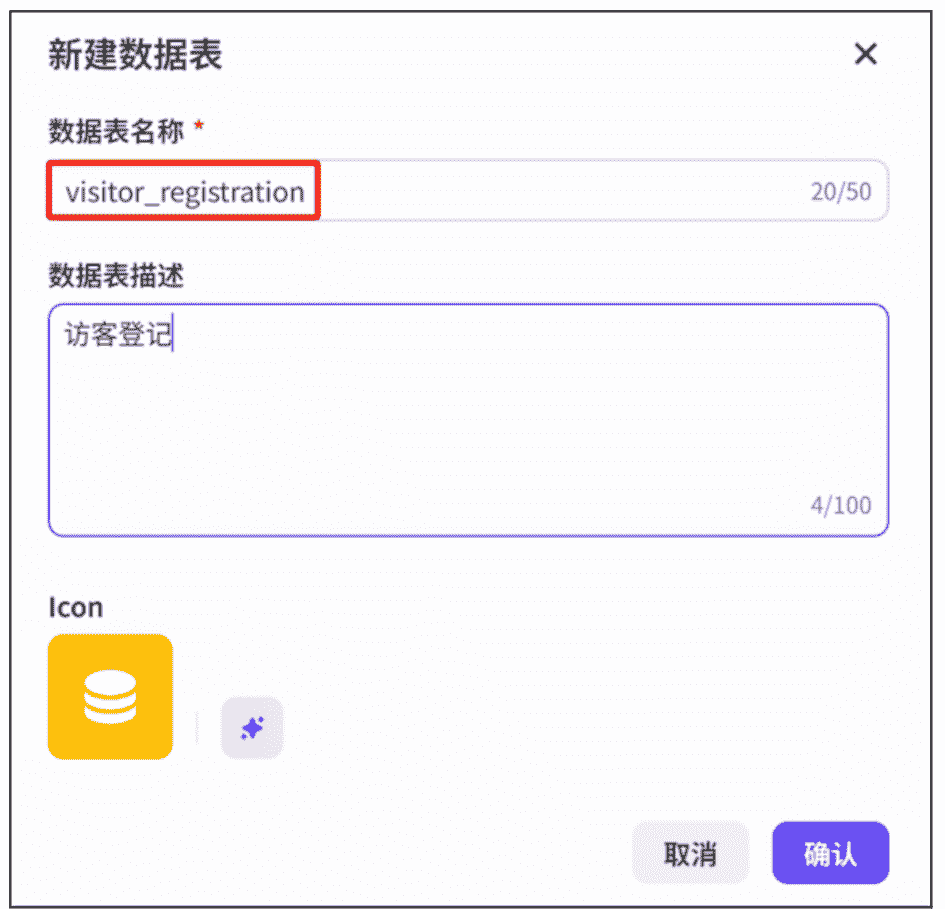 新建数据表
数据表名称 *
visitor_registration 20/50
数据表描述
访客登记
4/100
Icon
取消 确认